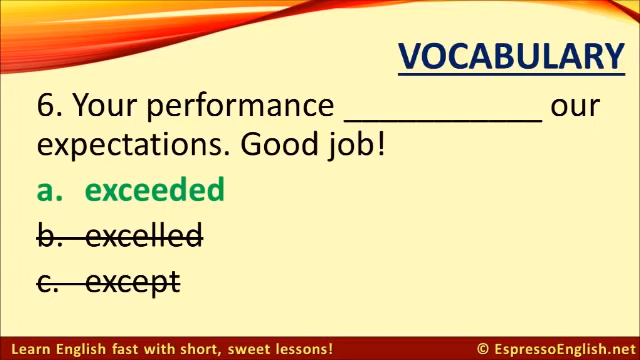 VOCABULARY
6. Your performance ___________ our
expectations. Good job!
a. exceeded
b. excelled
c. except
Learn English fast with short, sweet lessons! © EspressoEnglish.net